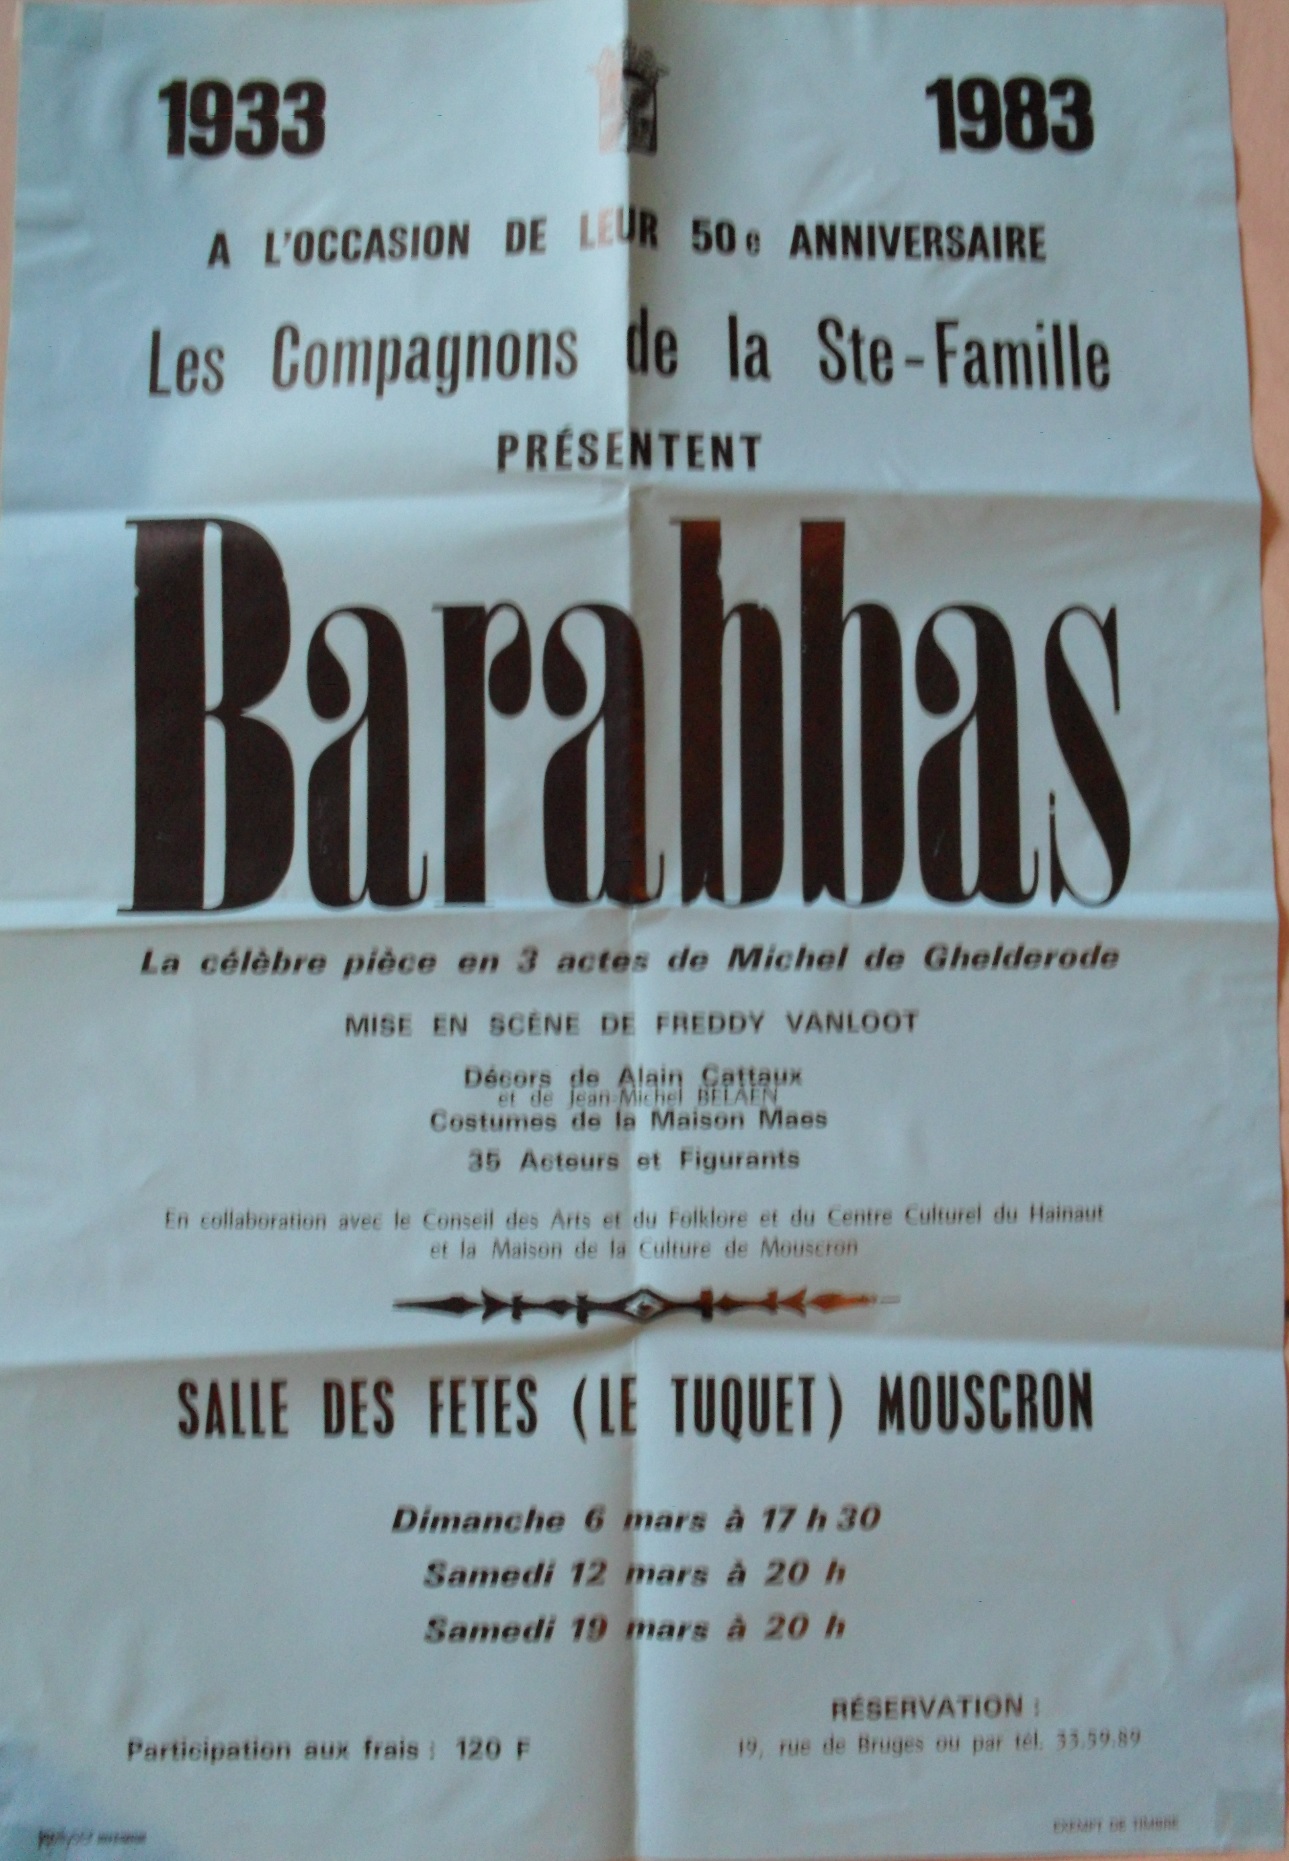 1933 1983
A L'OCCASION DE LEUR 50e ANNIVERSAIRE
Les Compagnons de la Ste-Famille
PRÉSENTENT
Barabbas
La célèbre pièce en 3 actes de Michel de Ghelderode
MISE EN SCÈNE DE FREDDY VANLOOT
Décors de Alain Cattaux
et de Jean-Michel BELAEN
Costumes de la Maison Maes
35 Acteurs et Figurants
En collaboration avec le Conseil des Arts et du Folklore et du Centre Culturel du Hainaut
et la Maison de la Culture de Mouscron
SALLE DES FETES (LE TUQUET) MOUSCRON
Dimanche 6 mars à 17 h 30
Samedi 12 mars à 20 h
Samedi 19 mars à 20 h
RÉSERVATION :
Participation aux frais : 120 F
19, rue de Bruges ou par tél. 33.59.89
EXEMPT DE TIMBRE